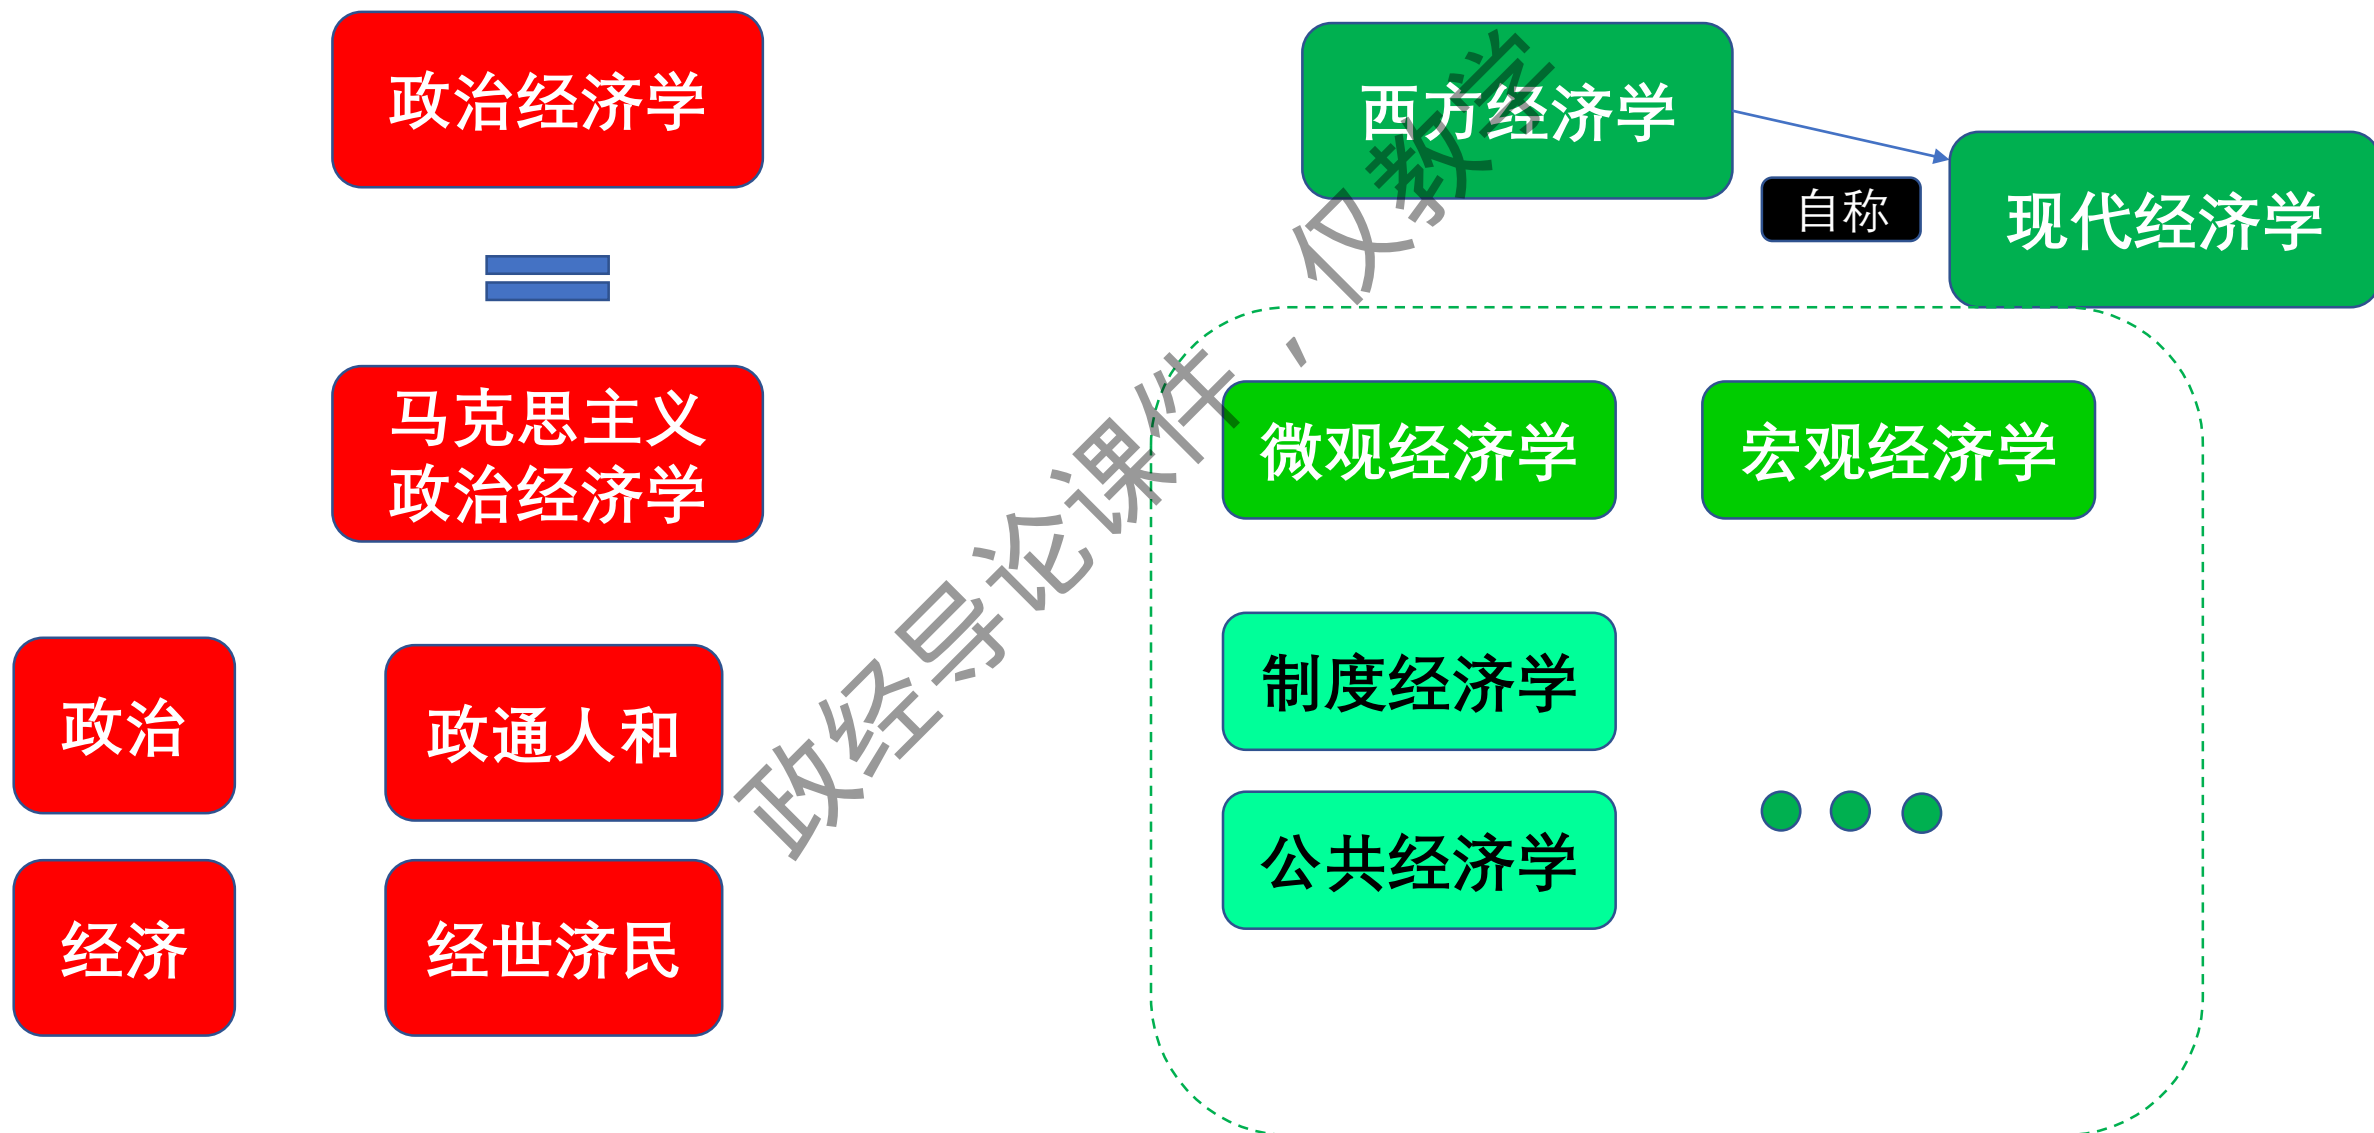 政治经济学
马克思主义
政治经济学
政治
政通人和
经济
经世济民
西方经济学
自称
现代经济学
微观经济学
宏观经济学
制度经济学
公共经济学
政经导论课件，仅教学